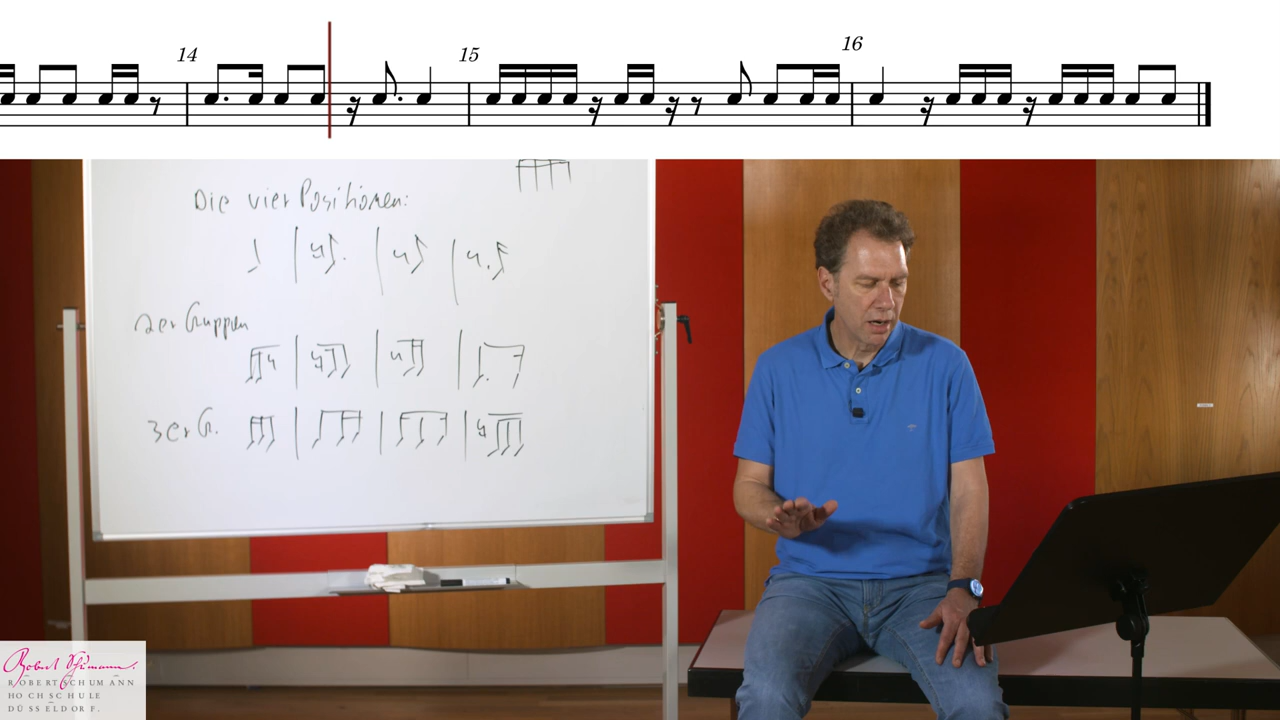 14
15
16
Die vier Positionen:
2er Gruppen
3er G.
Robert Schumann
ROBERT SCHUMANN
HOCHSCHULE
DÜSSELDORF.